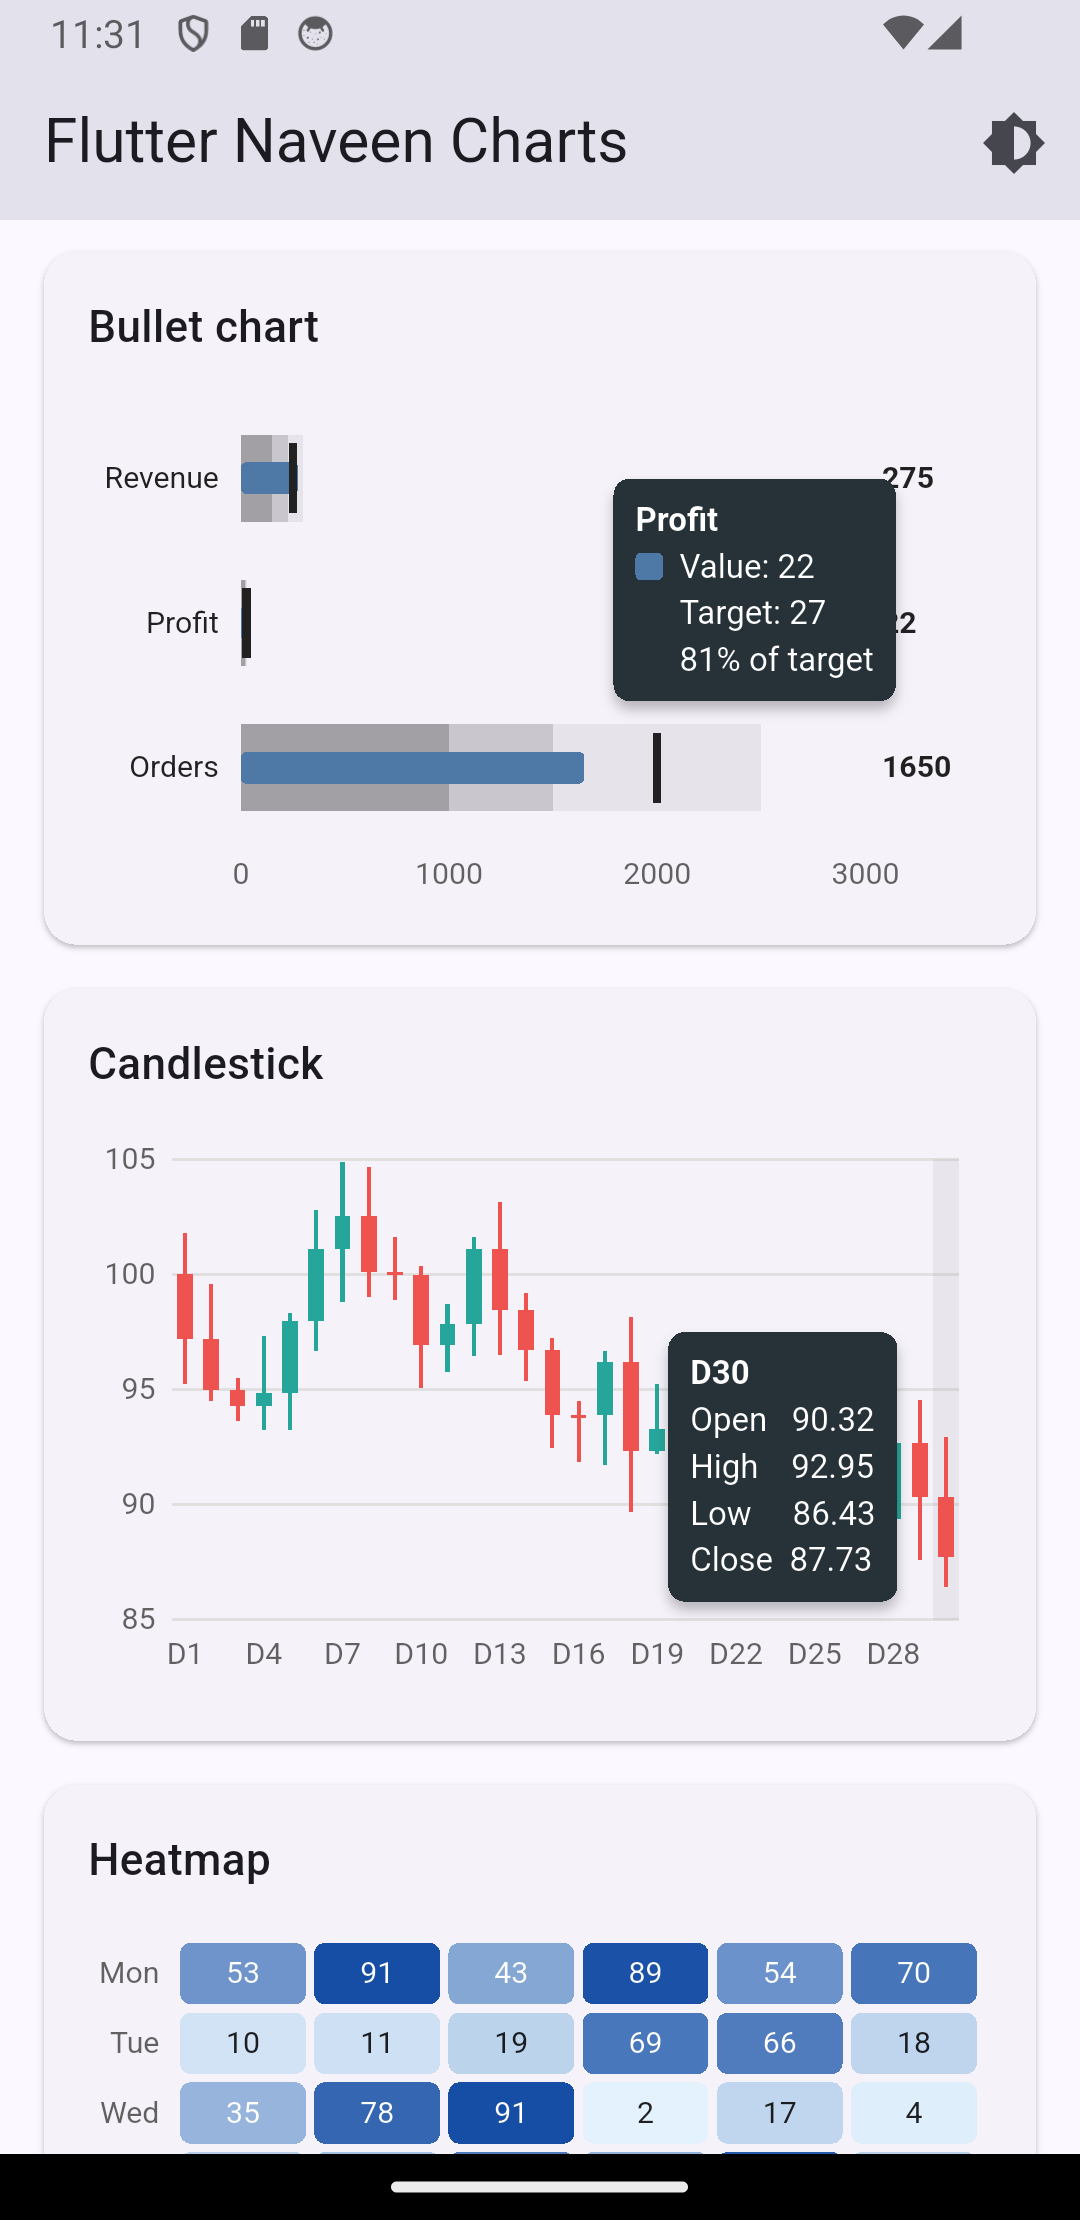 11:31
Flutter Naveen Charts
Bullet chart
Revenue 275
Profit
Profit
Value: 22
Target: 27
81% of target
Orders 1650
0 1000 2000 3000
Candlestick
105
100
95
90
85
D30
Open 90.32
High 92.95
Low 86.43
Close 87.73
D1 D4 D7 D10 D13 D16 D19 D22 D25 D28
Heatmap
Mon 53 91 43 89 54 70
Tue 10 11 19 69 66 18
Wed 35 78 91 2 17 4